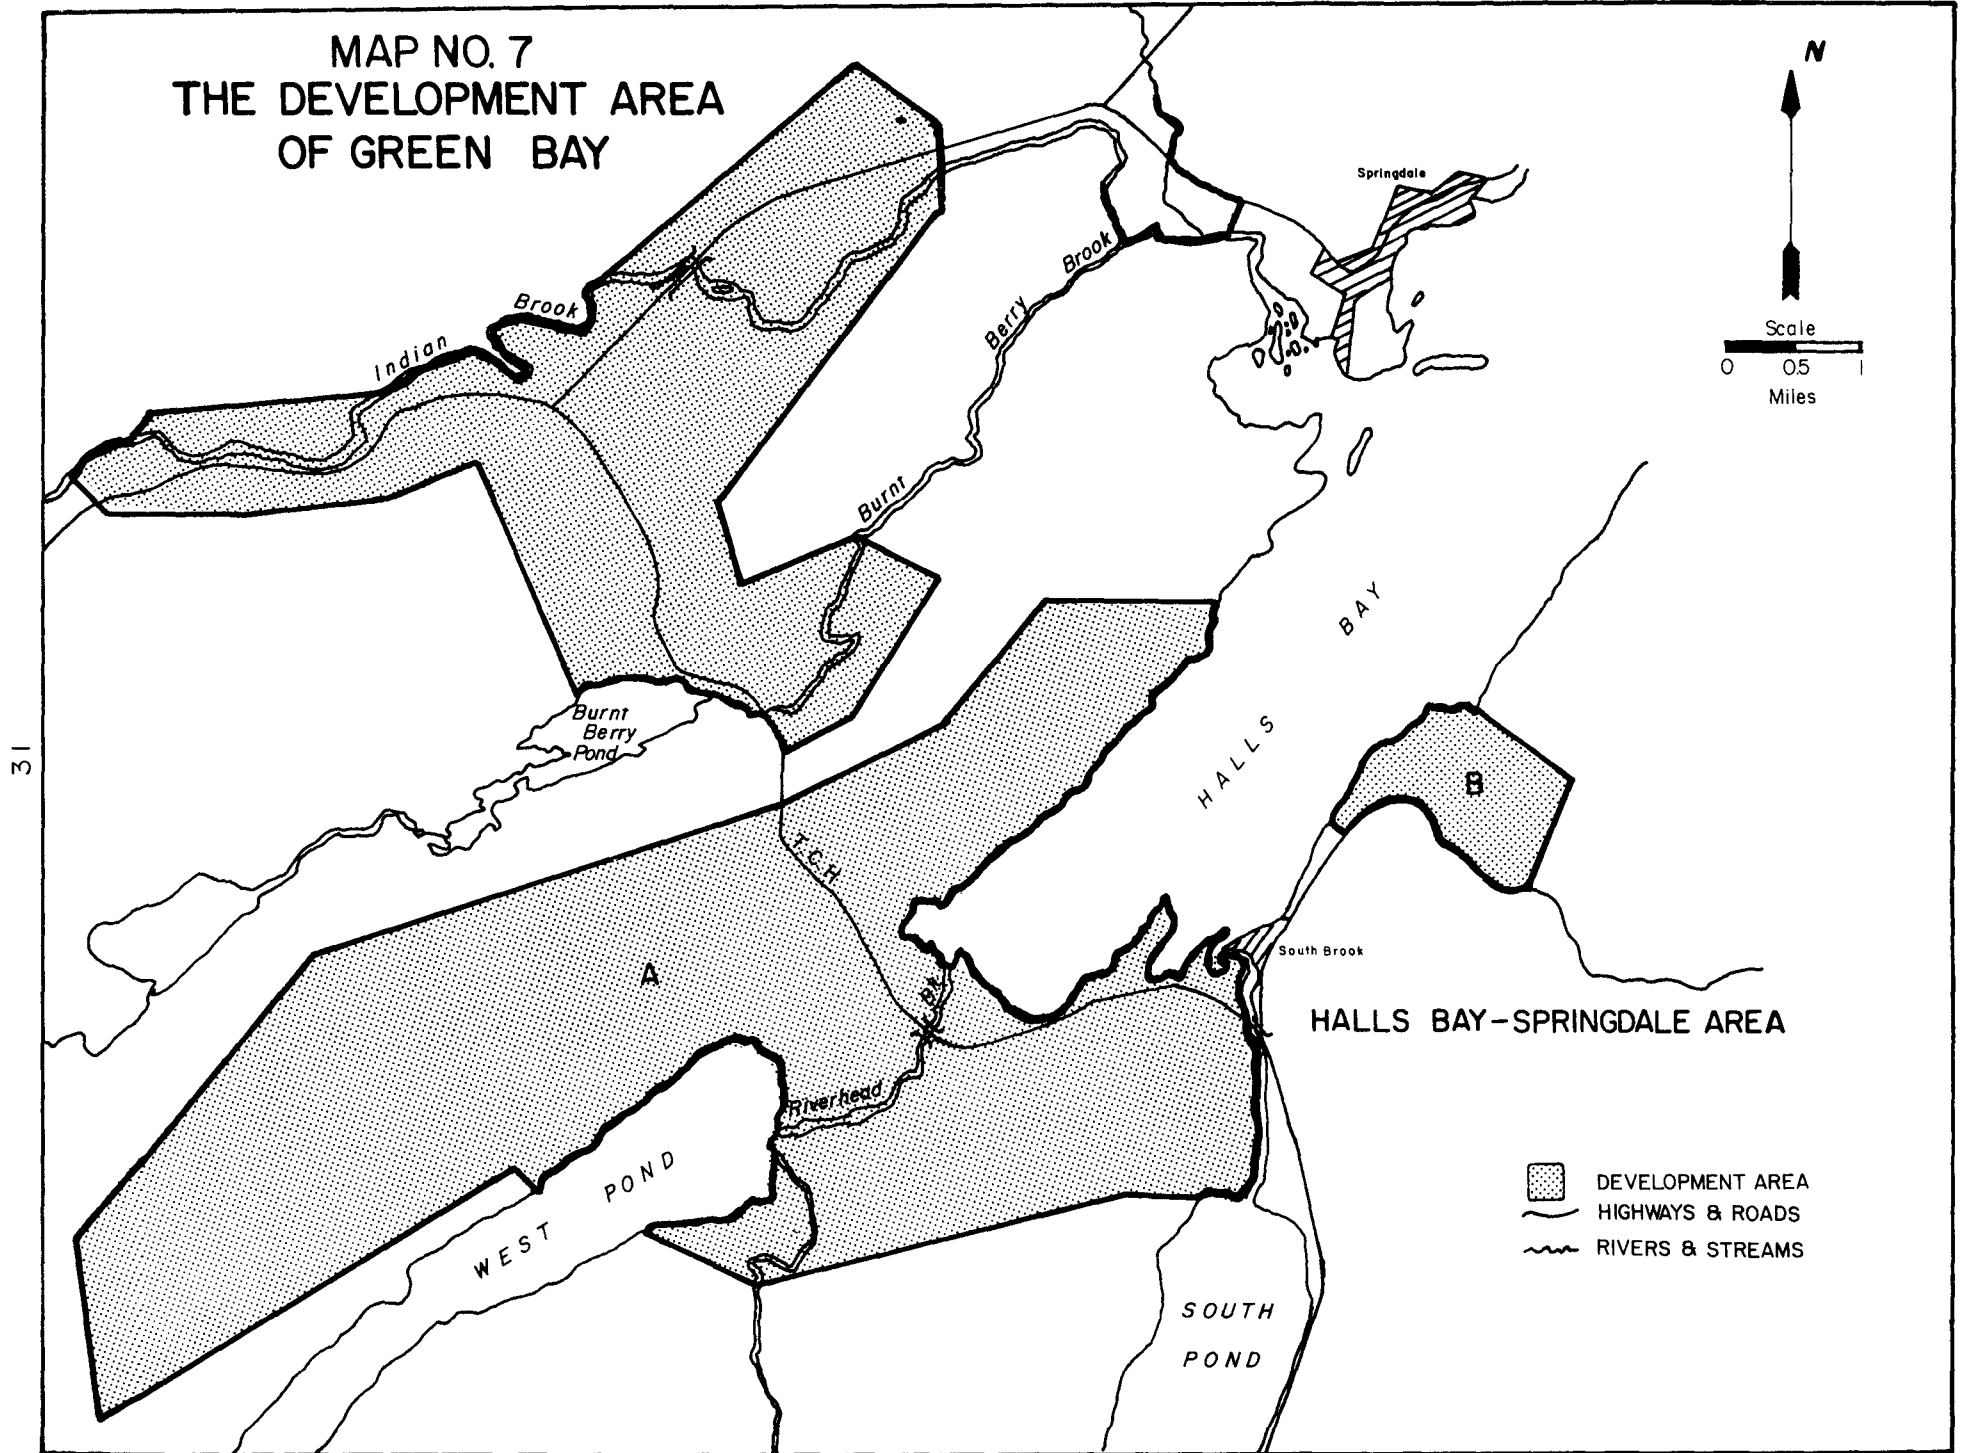 MAP NO. 7
THE DEVELOPMENT AREA
OF GREEN BAY
N
Springdale
Scale
0 0.5 1
Miles
Indian Brook
Burnt Berry Brook
HALLS BAY
Burnt
Berry
Pond
31
T.C.H
B
A
South Brook
HALLS BAY-SPRINGDALE AREA
Riverhead Bk
WEST POND
SOUTH
POND
DEVELOPMENT AREA
HIGHWAYS & ROADS
RIVERS & STREAMS